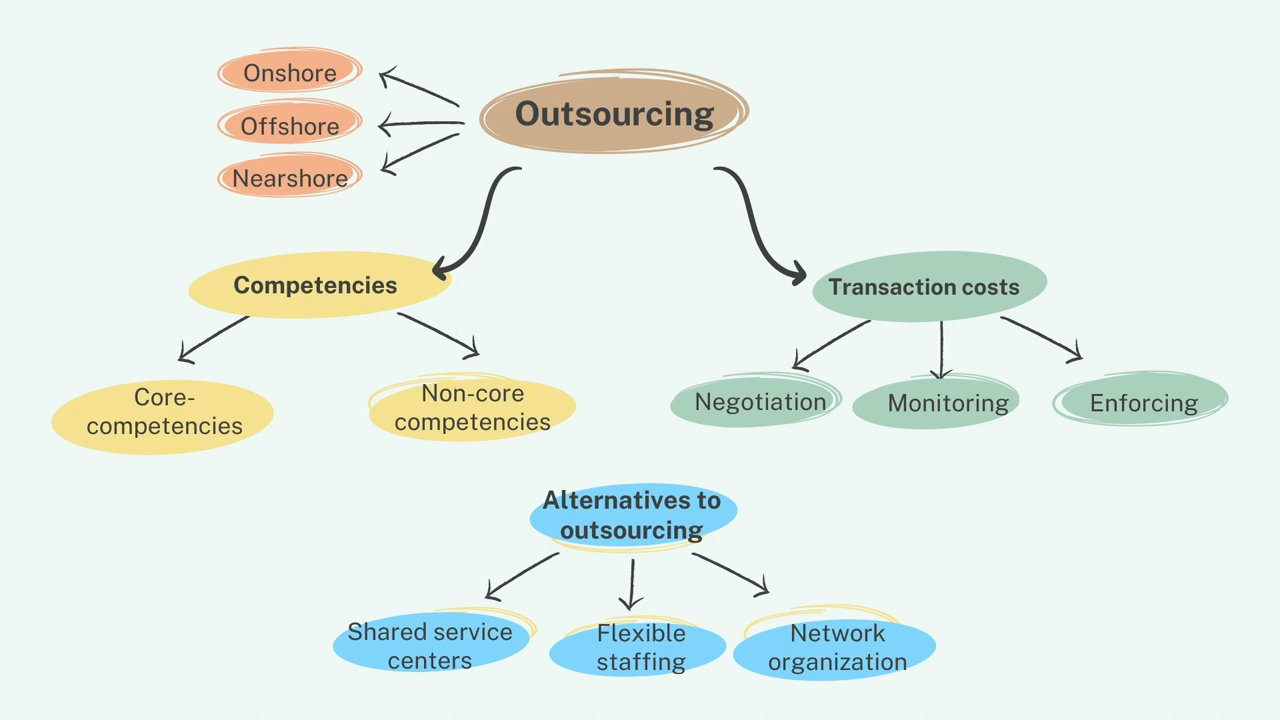 Onshore
Outsourcing
Offshore
Nearshore
Competencies
Transaction costs
Core-
competencies
Non-core
competencies
Negotiation
Monitoring
Enforcing
Alternatives to
outsourcing
Shared service
centers
Flexible
staffing
Network
organization